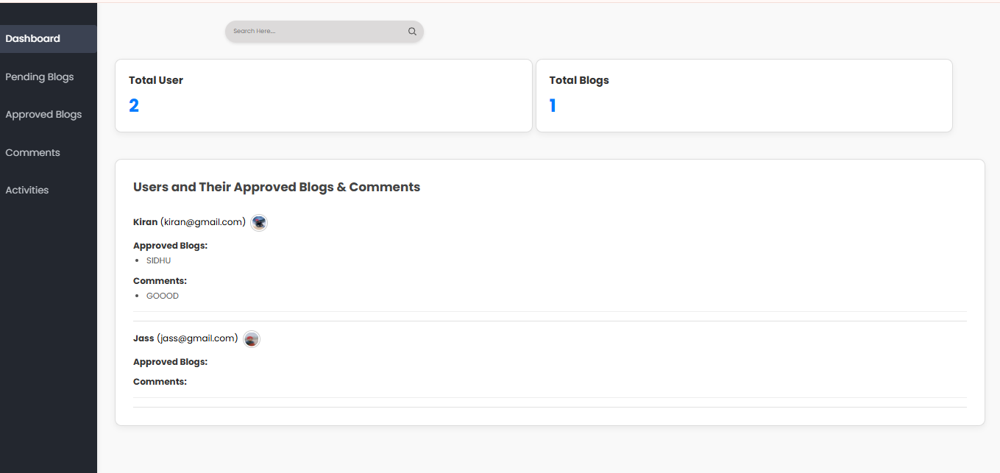 Dashboard
Pending Blogs
Approved Blogs
Comments
Activities
Search Here...
Total User
2
Total Blogs
1
Users and Their Approved Blogs & Comments
Kiran (kiran@gmail.com)
Approved Blogs:
• SIDHU
Comments:
• GOOOD
Jass (jass@gmail.com)
Approved Blogs:
Comments: